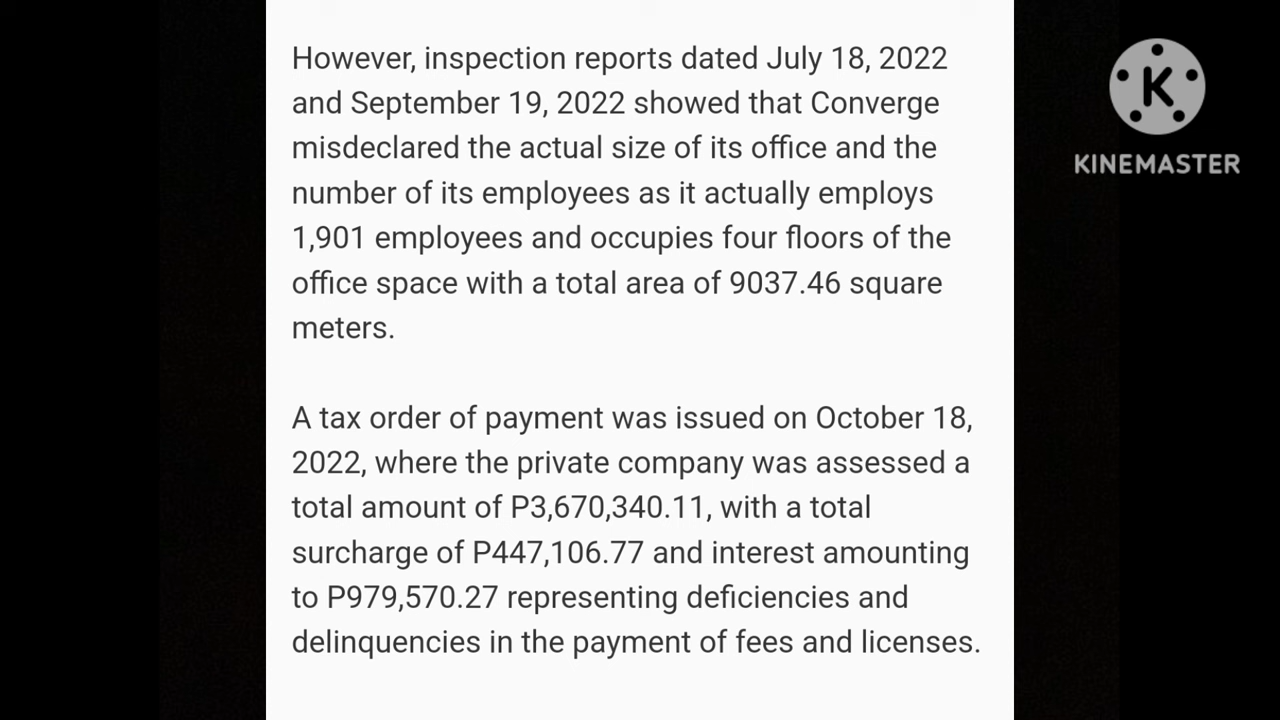 However, inspection reports dated July 18, 2022
and September 19, 2022 showed that Converge
misdeclared the actual size of its office and the
number of its employees as it actually employs
1,901 employees and occupies four floors of the
office space with a total area of 9037.46 square
meters.
A tax order of payment was issued on October 18,
2022, where the private company was assessed a
total amount of P3,670,340.11, with a total
surcharge of P447,106.77 and interest amounting
to P979,570.27 representing deficiencies and
delinquencies in the payment of fees and licenses.
K
KINEMASTER